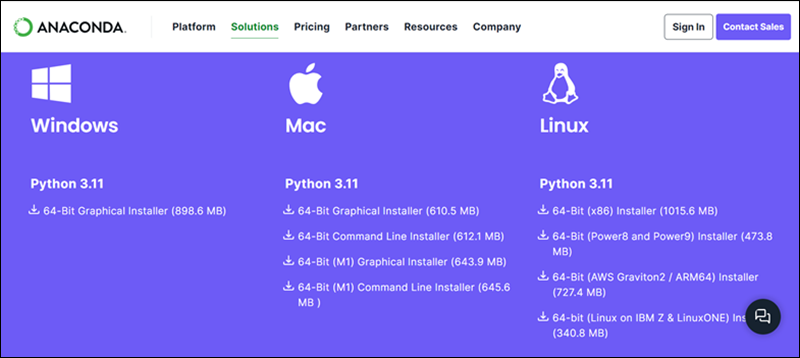 ANACONDA.
Platform Solutions Pricing Partners Resources Company
Sign In Contact Sales
Windows
Python 3.11
64-Bit Graphical Installer (898.6 MB)
Mac
Python 3.11
64-Bit Graphical Installer (610.5 MB)
64-Bit Command Line Installer (612.1 MB)
64-Bit (M1) Graphical Installer (643.9 MB)
64-Bit (M1) Command Line Installer (645.6
MB )
Linux
Python 3.11
64-Bit (x86) Installer (1015.6 MB)
64-Bit (Power8 and Power9) Installer (473.8
MB)
64-Bit (AWS Graviton2 / ARM64) Installer
(727.4 MB)
64-bit (Linux on IBM Z & LinuxONE)
(340.8 MB)